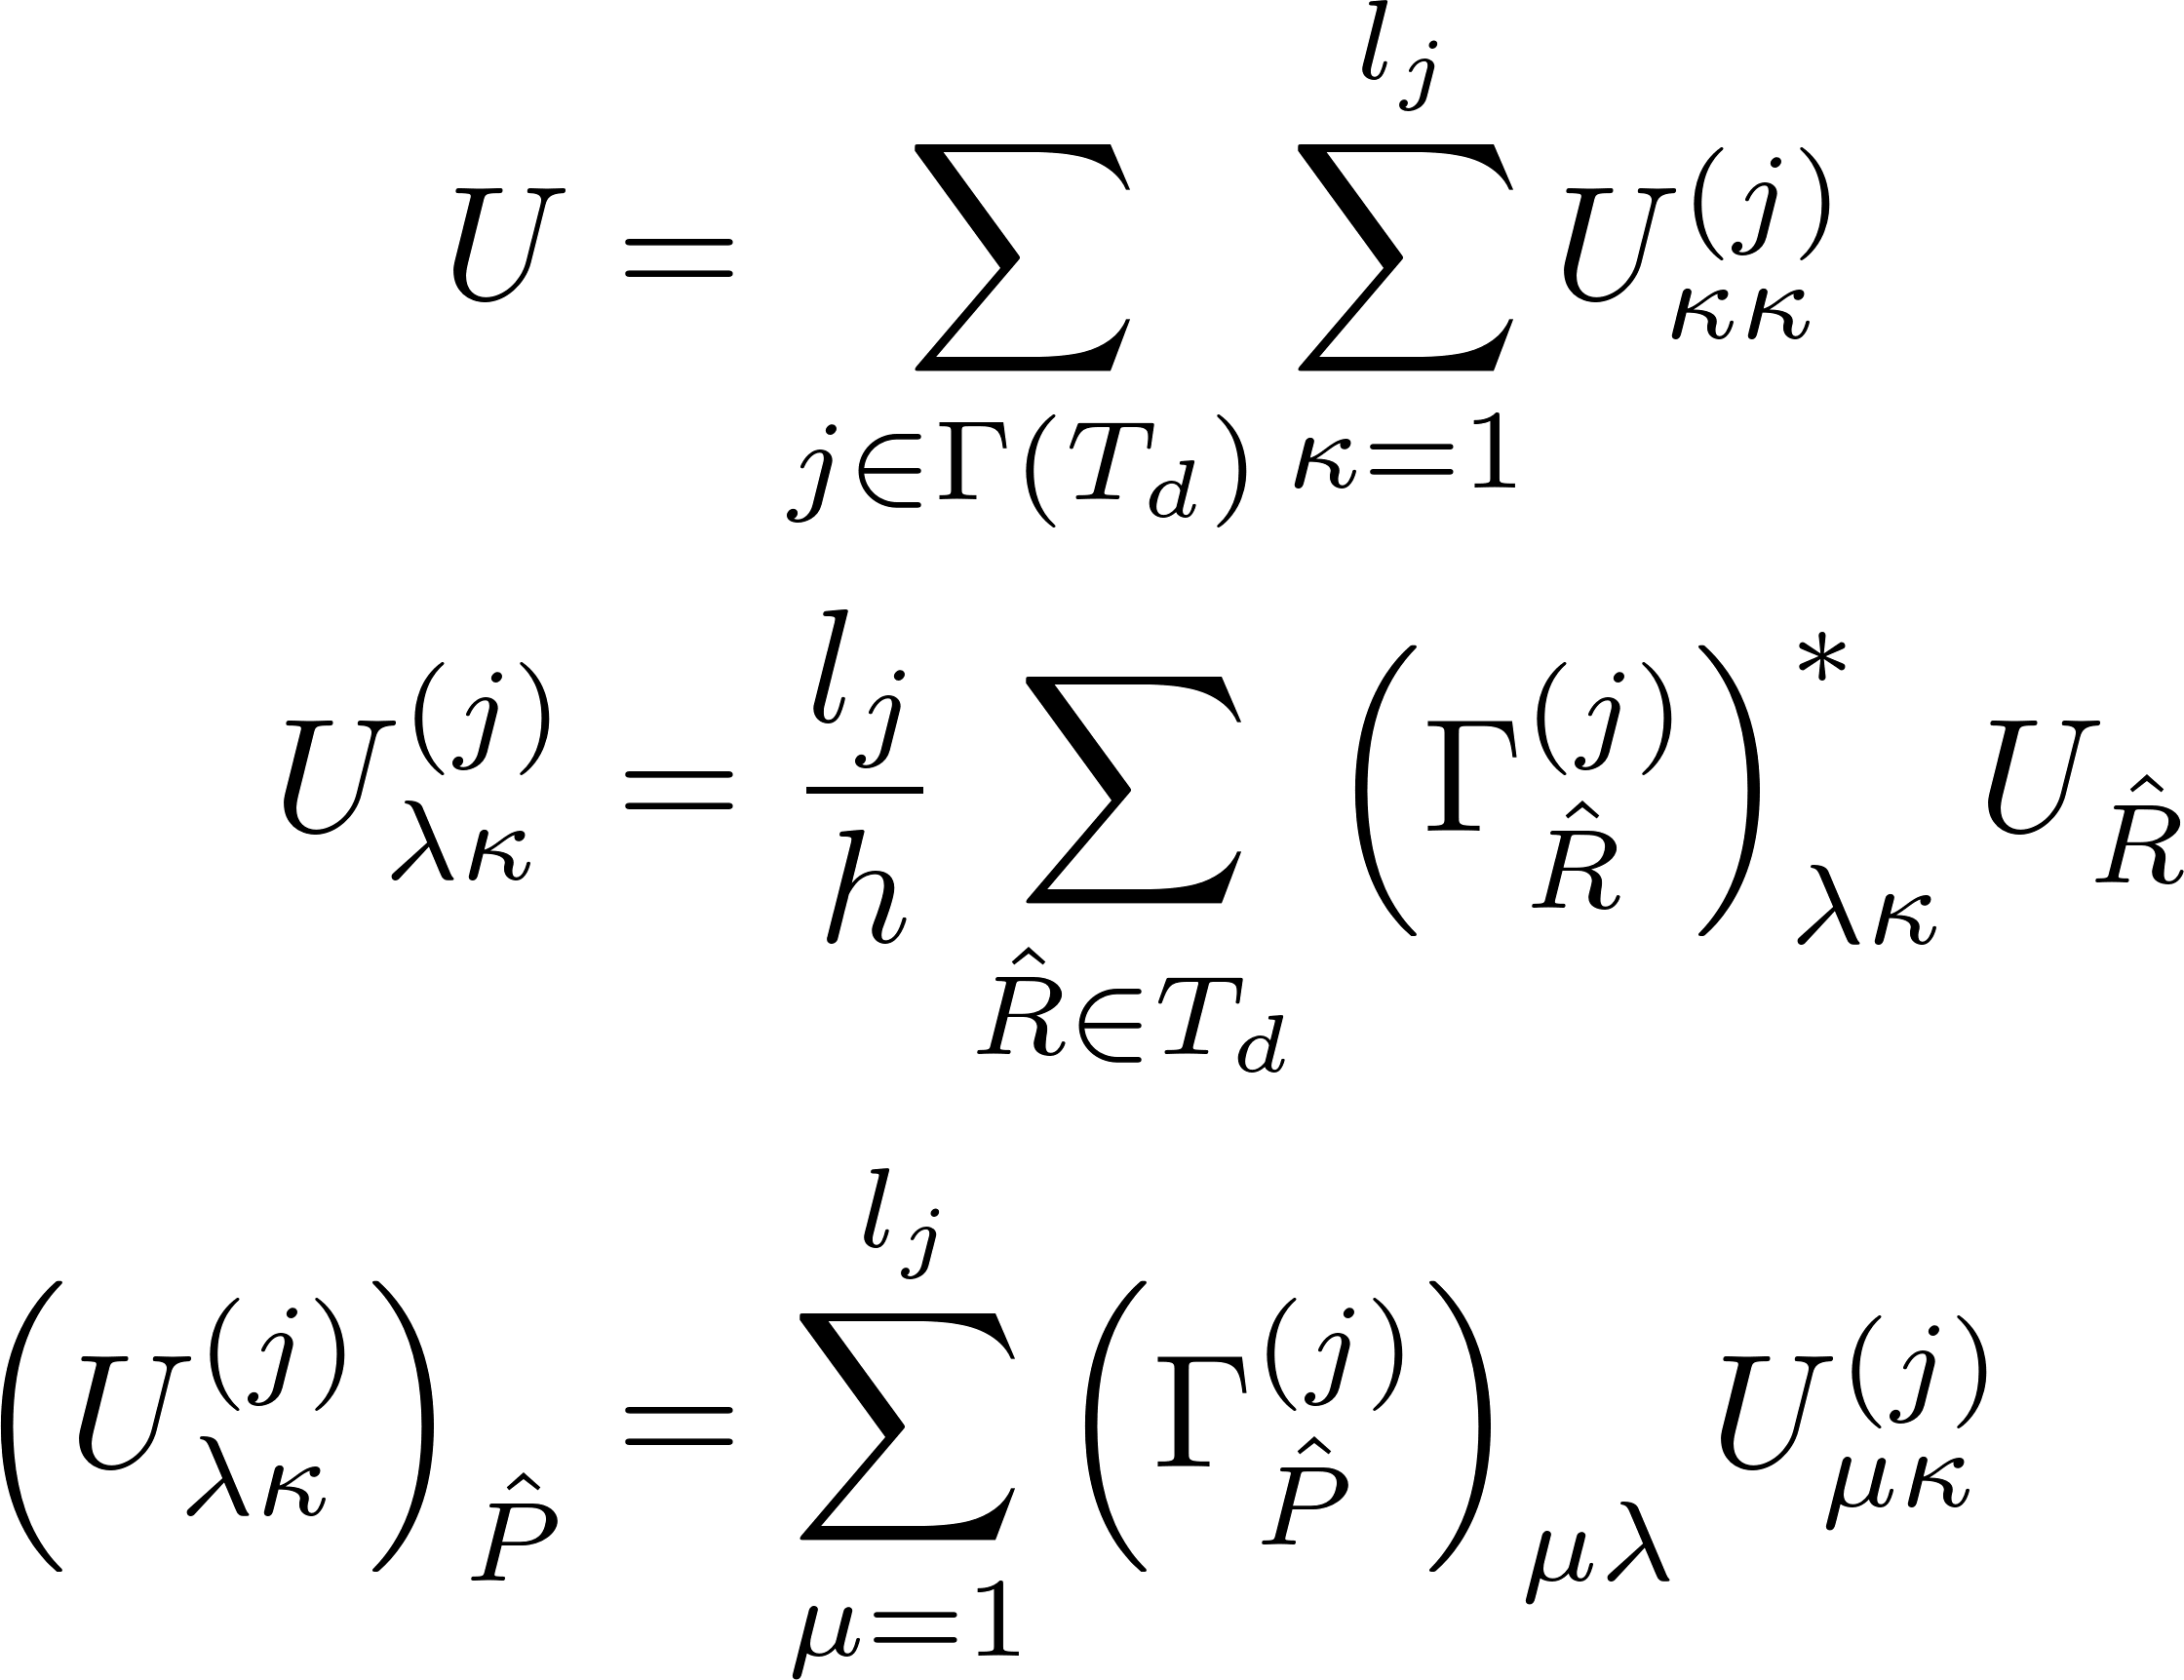 U = \sum_{j \in \Gamma(T_d)} \sum_{\kappa=1}^{l_j} U_{\kappa\kappa}^{(j)}
U_{\lambda\kappa}^{(j)} = \frac{l_j}{h} \sum_{\hat{R} \in T_d} \left( \Gamma_{\hat{R}}^{(j)} \right)_{\lambda\kappa}^{*} U_{\hat{R}}
\left( U_{\lambda\kappa}^{(j)} \right)_{\hat{P}} = \sum_{\mu=1}^{l_j} \left( \Gamma_{\hat{P}}^{(j)} \right)_{\mu\lambda} U_{\mu\kappa}^{(j)}